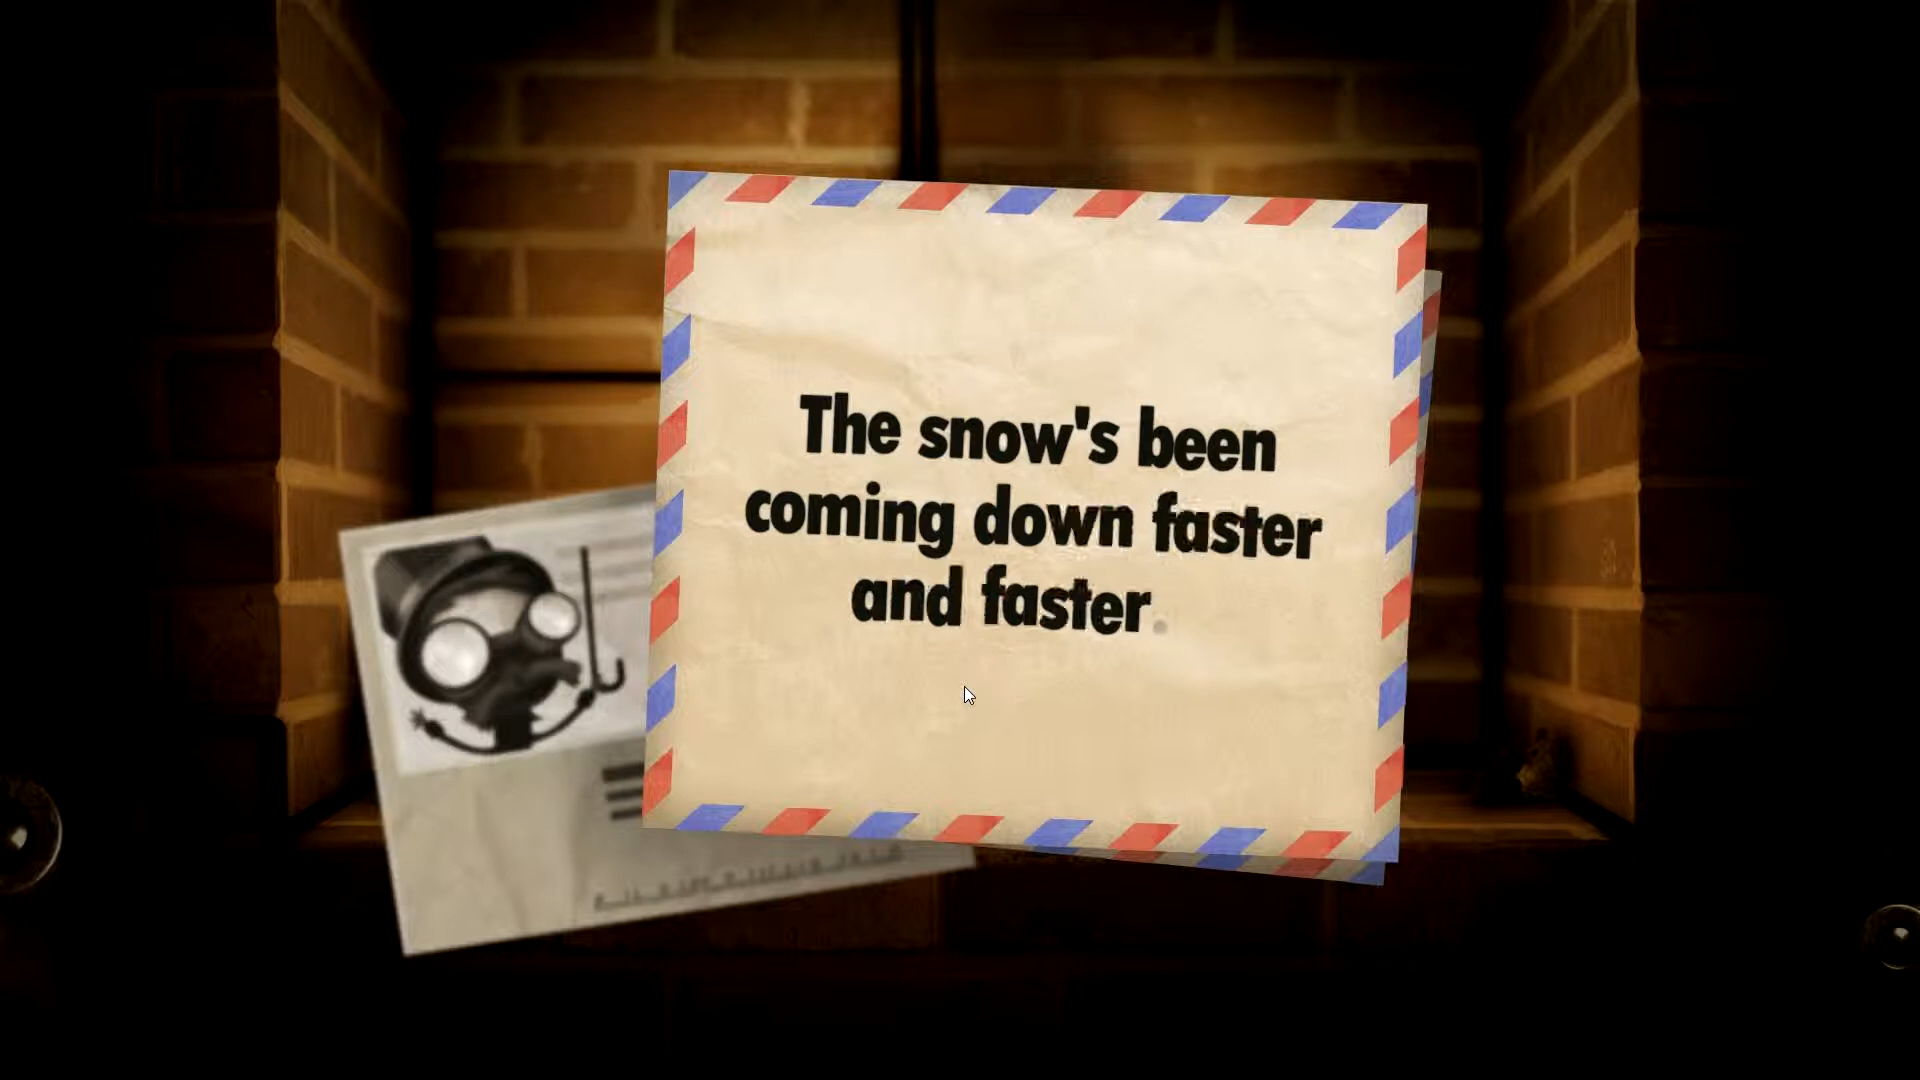 The snow's been
coming down faster
and faster.